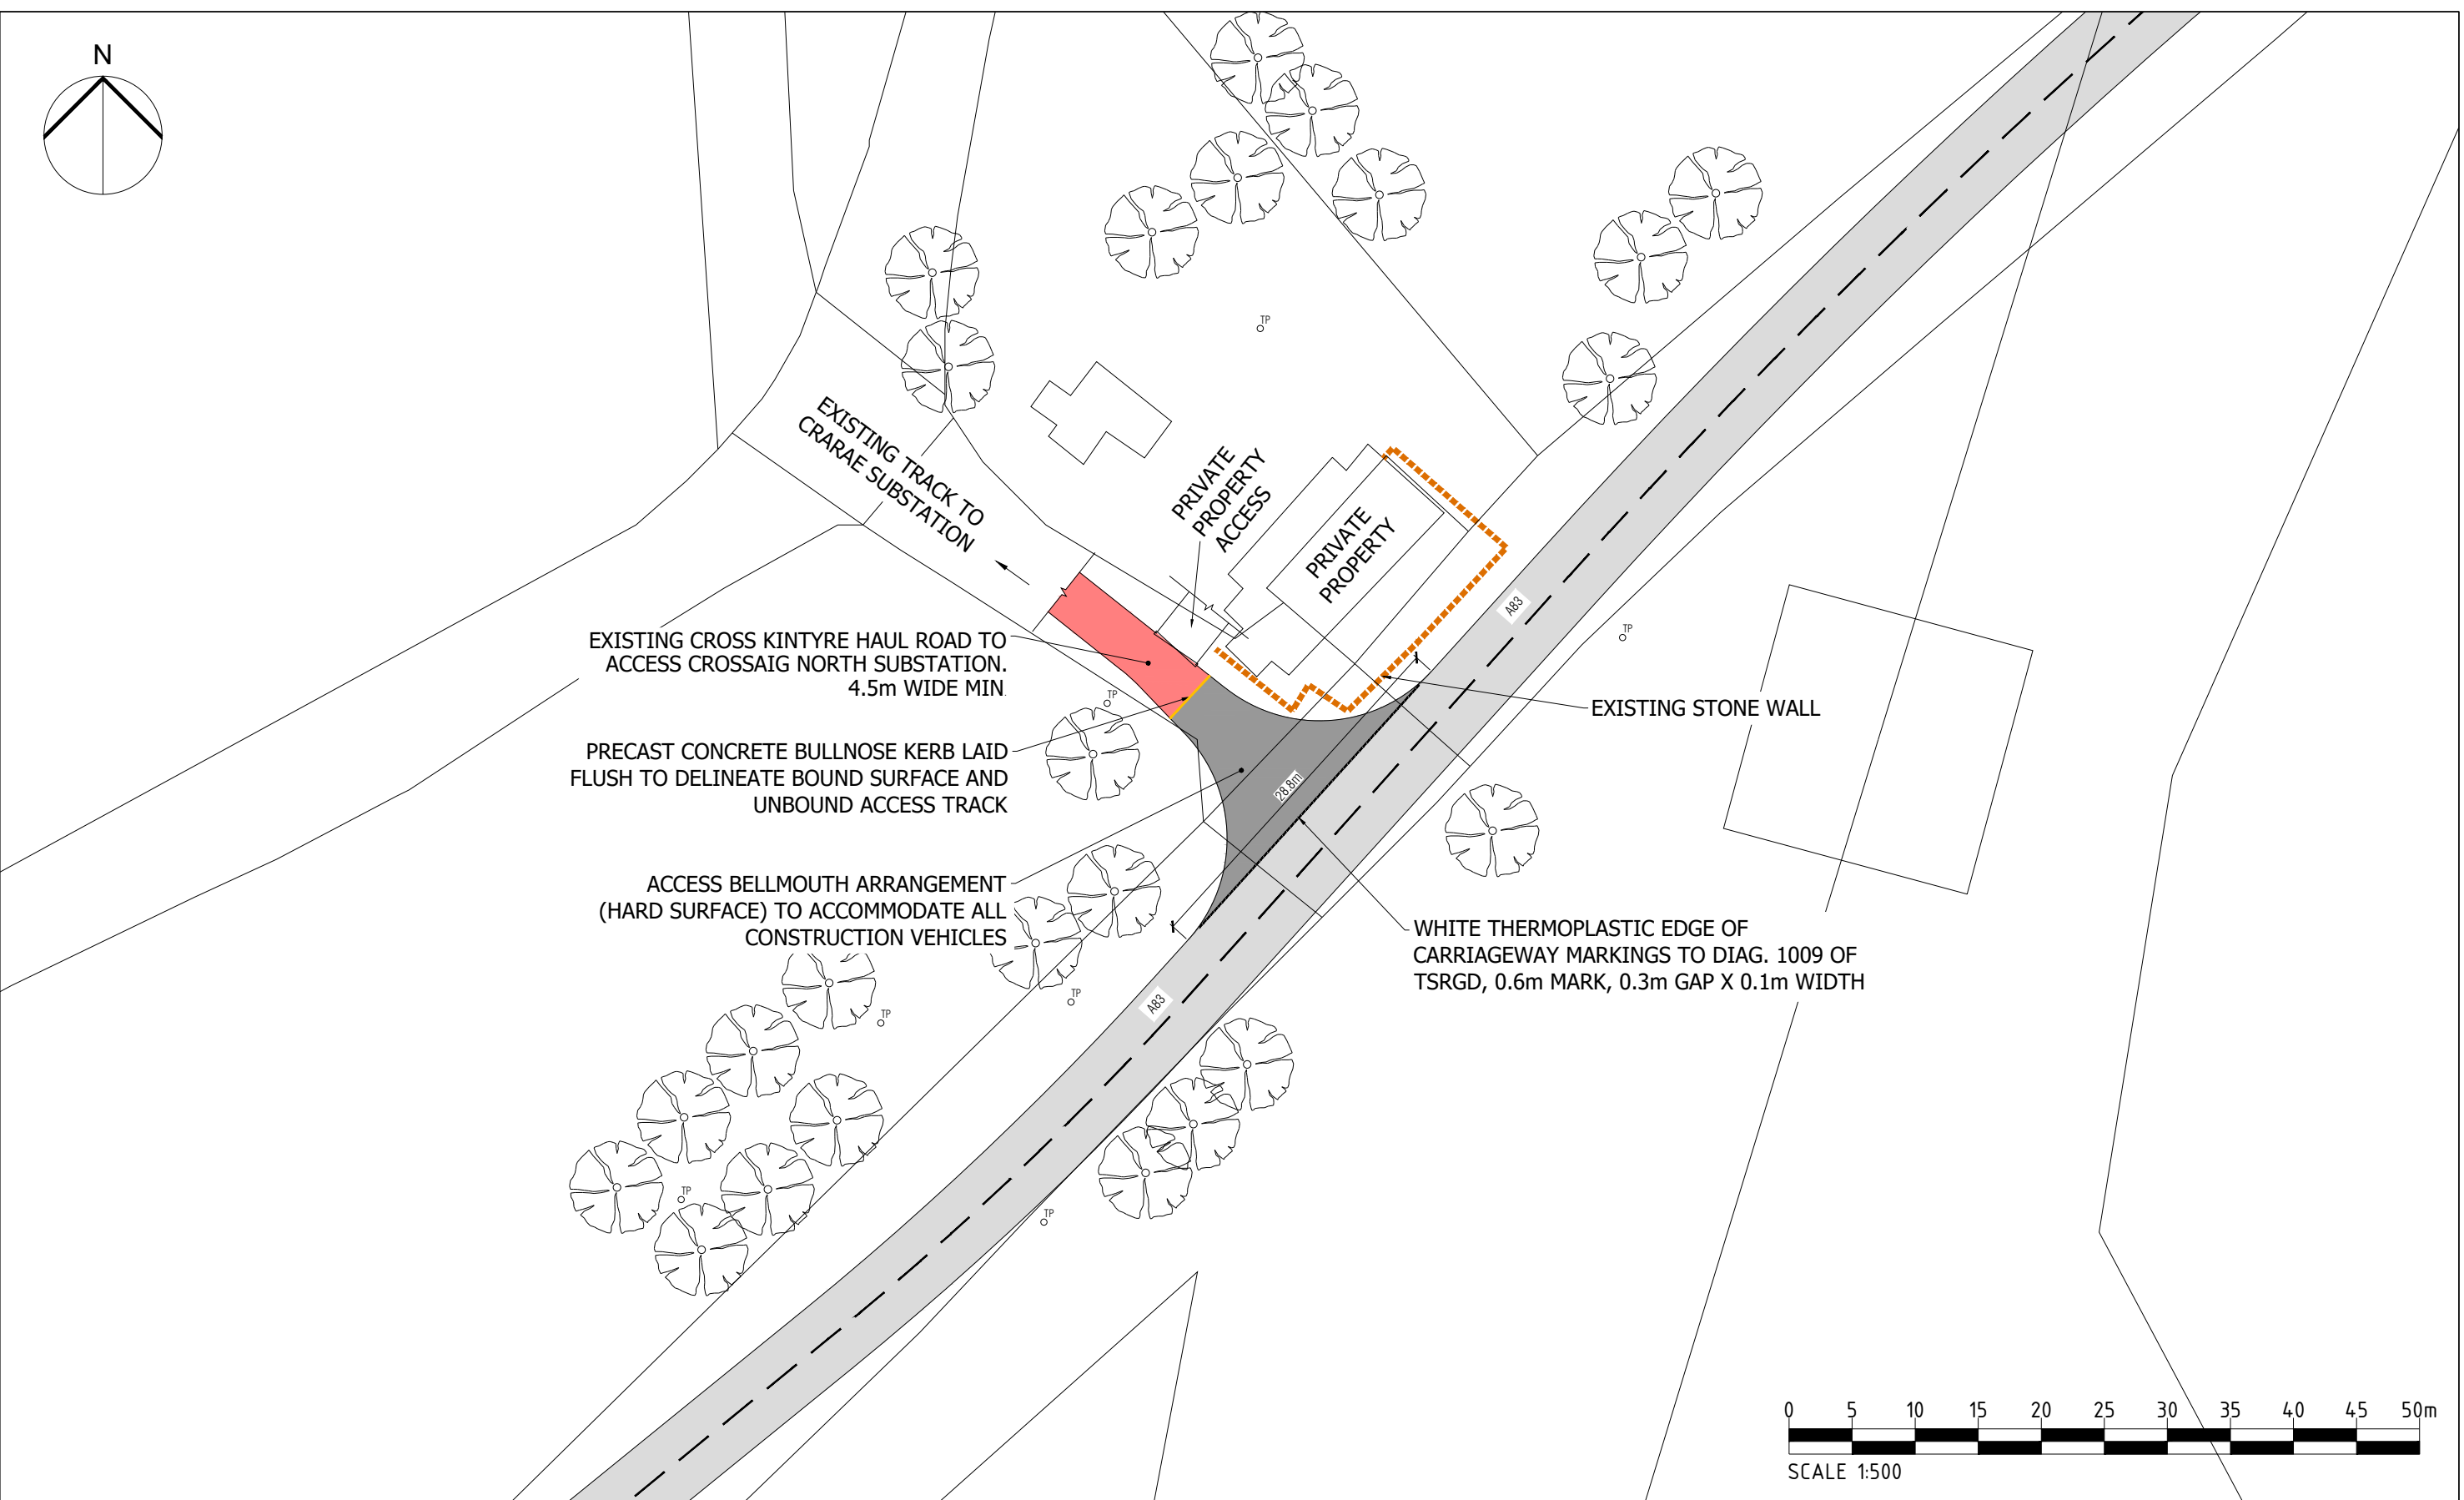 N
TP
EXISTING TRACK TO
CRARAE SUBSTATION
PRIVATE
PROPERTY
ACCESS
PRIVATE
PROPERTY
A83
TP
EXISTING CROSS KINTYRE HAUL ROAD TO
ACCESS CROSSAIG NORTH SUBSTATION.
4.5m WIDE MIN.
TP
EXISTING STONE WALL
PRECAST CONCRETE BULLNOSE KERB LAID
FLUSH TO DELINEATE BOUND SURFACE AND
UNBOUND ACCESS TRACK
28.8m
ACCESS BELLMOUTH ARRANGEMENT
(HARD SURFACE) TO ACCOMMODATE ALL
CONSTRUCTION VEHICLES
WHITE THERMOPLASTIC EDGE OF
CARRIAGEWAY MARKINGS TO DIAG. 1009 OF
TSRGD, 0.6m MARK, 0.3m GAP X 0.1m WIDTH
TP
A83
TP
TP
TP
0 5 10 15 20 25 30 35 40 45 50m
SCALE 1:500